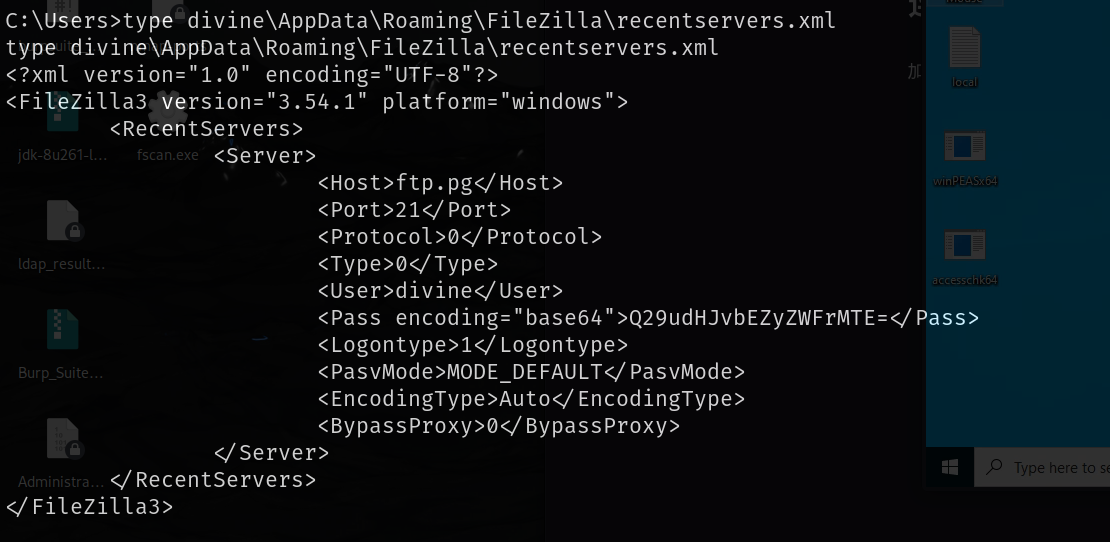 C:\Users>type divine\AppData\Roaming\FileZilla\recentservers.xml
type divine\AppData\Roaming\FileZilla\recentservers.xml
<?xml version="1.0" encoding="UTF-8"?>
<FileZilla3 version="3.54.1" platform="windows">
<RecentServers>
<Server>
<Host>ftp.pg</Host>
<Port>21</Port>
<Protocol>0</Protocol>
<Type>0</Type>
<User>divine</User>
<Pass encoding="base64">Q29udHJvbEZyZWFrMTE=</Pass>
<Logontype>1</Logontype>
<PasvMode>MODE_DEFAULT</PasvMode>
<EncodingType>Auto</EncodingType>
<BypassProxy>0</BypassProxy>
</Server>
</RecentServers>
</FileZilla3>
jdk-8u261-l...
fscan.exe
ldap_result...
Burp_Suite...
Administra...
local
winPEASx64
accesschk64
Type here to se